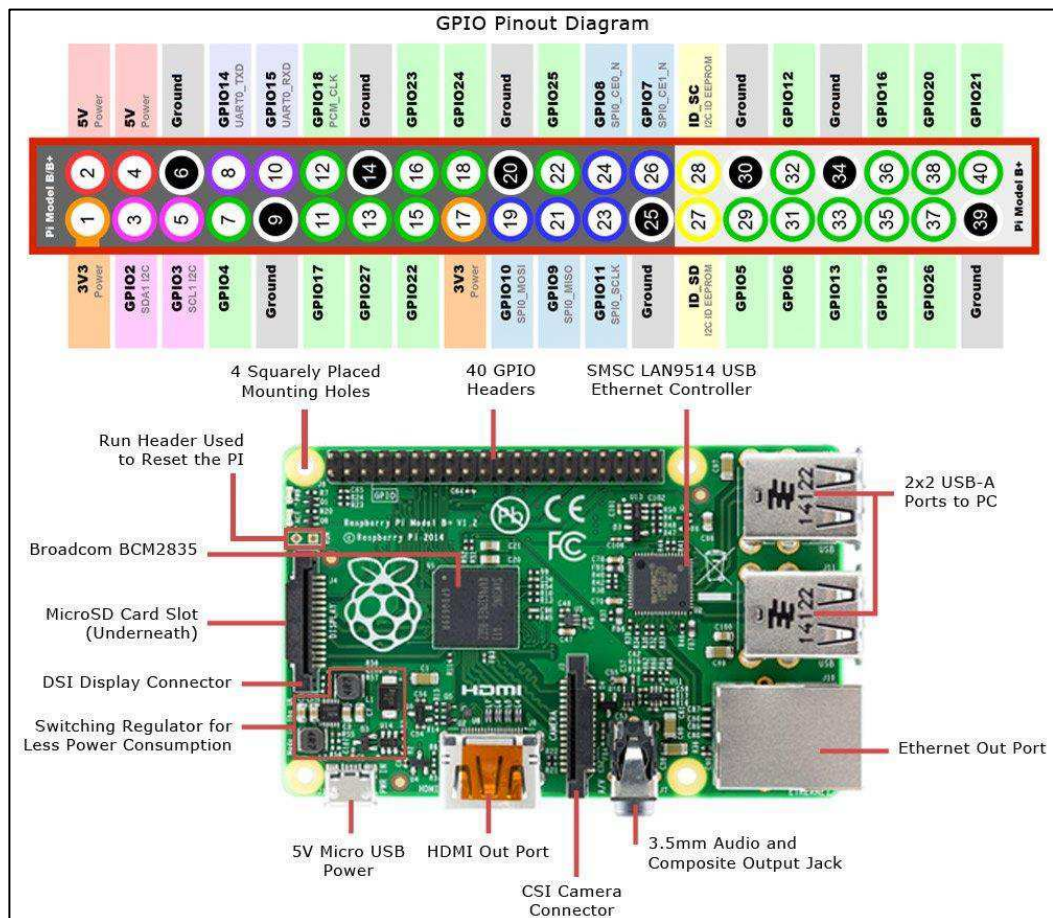 GPIO Pinout Diagram
5V Power
5V Power
Ground
GPIO14 UART0_TXD
GPIO15 UART0_RXD
GPIO18 PCM_CLK
Ground
GPIO23
GPIO24
Ground
GPIO25
GPIO8 SPI0_CE0_N
GPIO7 SPI0_CE1_N
ID_SC I2C ID EEPROM
Ground
GPIO12
Ground
GPIO16
GPIO20
GPIO21
Pi Model B/B+
2 4 6 8 10 12 14 16 18 20 22 24 26 28 30 32 34 36 38 40
1 3 5 7 9 11 13 15 17 19 21 23 25 27 29 31 33 35 37 39
Pi Model B+
3V3 Power
GPIO2 SDA1 I2C
GPIO3 SCL1 I2C
GPIO4
Ground
GPIO17
GPIO27
GPIO22
3V3 Power
GPIO10 SPI0_MOSI
GPIO9 SPI0_MISO
GPIO11 SPI0_SCLK
Ground
ID_SD I2C ID EEPROM
GPIO5
GPIO6
GPIO13
GPIO19
GPIO26
Ground
4 Squarely Placed
Mounting Holes
40 GPIO
Headers
SMSC LAN9514 USB
Ethernet Controller
Run Header Used
to Reset the PI
2x2 USB-A
Ports to PC
Broadcom BCM2835
MicroSD Card Slot
(Underneath)
DSI Display Connector
Switching Regulator for
Less Power Consumption
Ethernet Out Port
5V Micro USB
Power
HDMI Out Port
CSI Camera
Connector
3.5mm Audio and
Composite Output Jack
GPIO
Raspberry Pi Model B+ V1.2
© Raspberry Pi 2014
Pb
CE
FC
DISPLAY
HDMI
CAMERA
14122
USB
14122
USB
ETHERNET